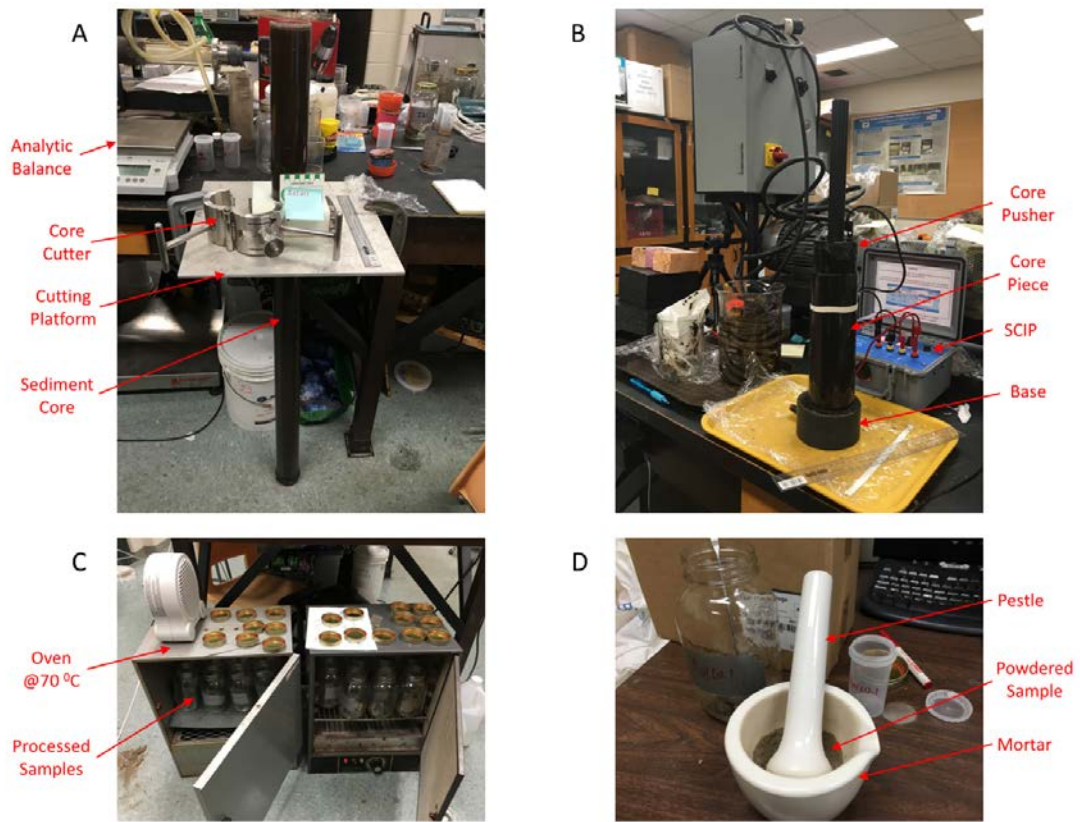 A
Analytic
Balance
Core
Cutter
Cutting
Platform
Sediment
Core
B
Core
Pusher
Core
Piece
SCIP
Base
C
Oven
@70 ⁰C
Processed
Samples
D
Pestle
Powdered
Sample
Mortar